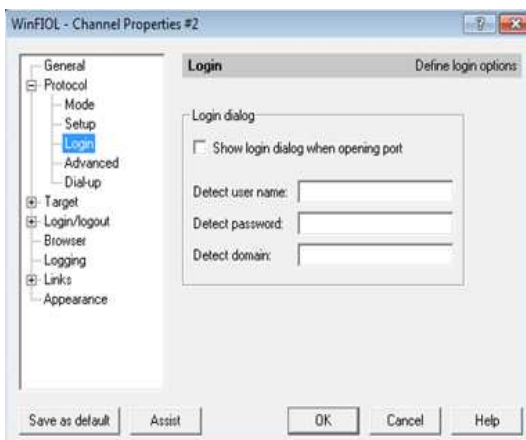 WinFIOL - Channel Properties #2
General
Protocol
Mode
Setup
Login
Advanced
Dial-up
Target
Login/logout
Browser
Logging
Links
Appearance
Login Define login options
Login dialog
Show login dialog when opening port
Detect user name:
Detect password:
Detect domain:
Save as default Assist OK Cancel Help